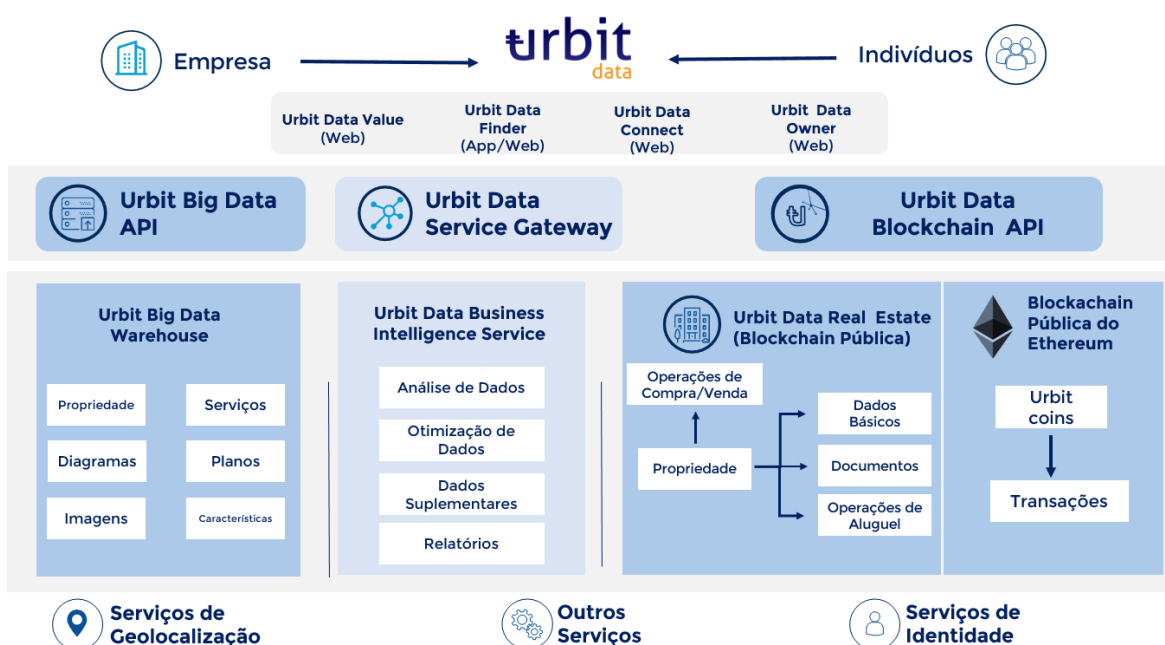 Empresa
urbit
data
Indivíduos
Urbit Data Value
(Web)
Urbit Data
Finder
(App/Web)
Urbit Data
Connect
(Web)
Urbit Data
Owner
(Web)
Urbit Big Data
API
Urbit Data
Service Gateway
Urbit Data
Blockchain API
Urbit Big Data
Warehouse
Propriedade
Serviços
Diagramas
Planos
Imagens
Características
Urbit Data Business
Intelligence Service
Análise de Dados
Otimização de
Dados
Dados
Suplementares
Relatórios
Urbit Data Real Estate
(Blockchain Pública)
Operações de
Compra/Venda
Propriedade
Dados
Básicos
Documentos
Operações de
Aluguel
Blockachain
Pública do
Ethereum
Urbit
coins
Transações
Serviços de
Geolocalização
Outros
Serviços
Serviços de
Identidade